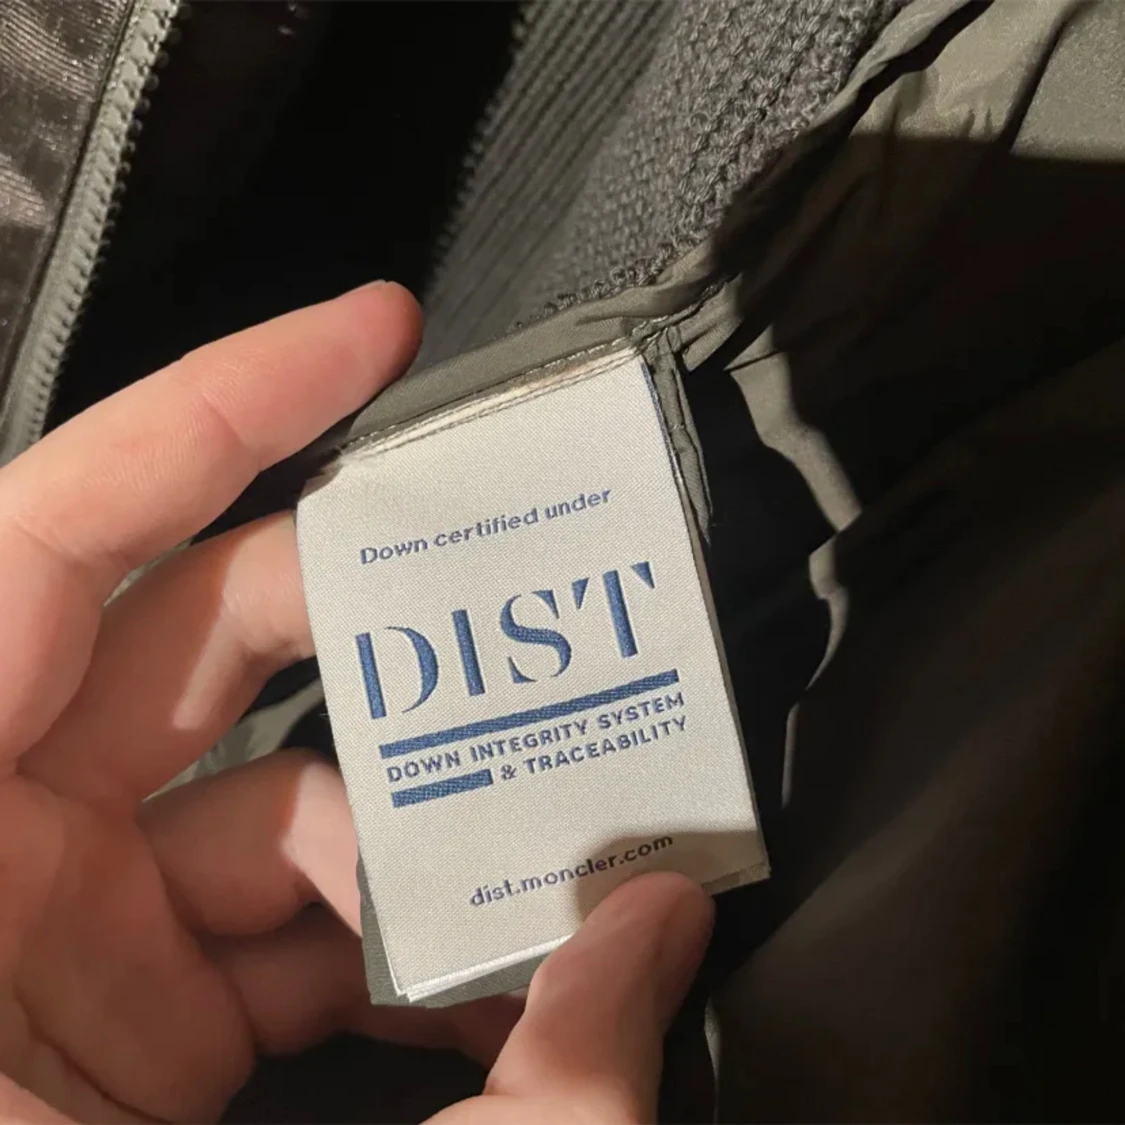 Down certified under
DIST
DOWN INTEGRITY SYSTEM
& TRACEABILITY
dist.moncler.com